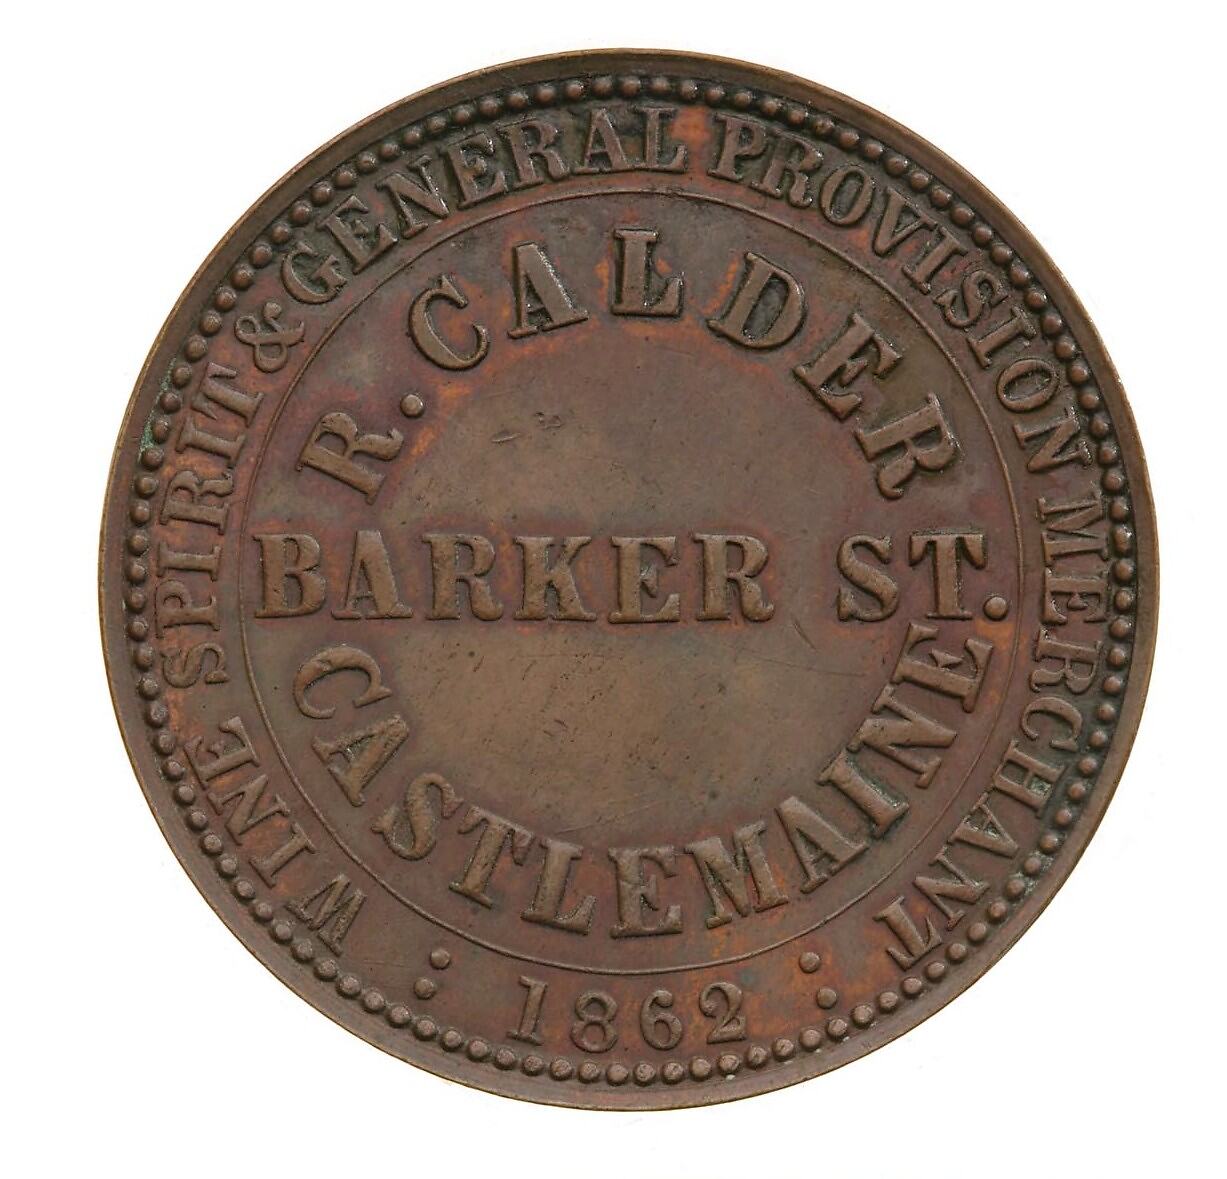 WINE SPIRIT & GENERAL PROVISION MERCHANT
: 1862 :
R. CALDER
BARKER ST.
CASTLEMAINE